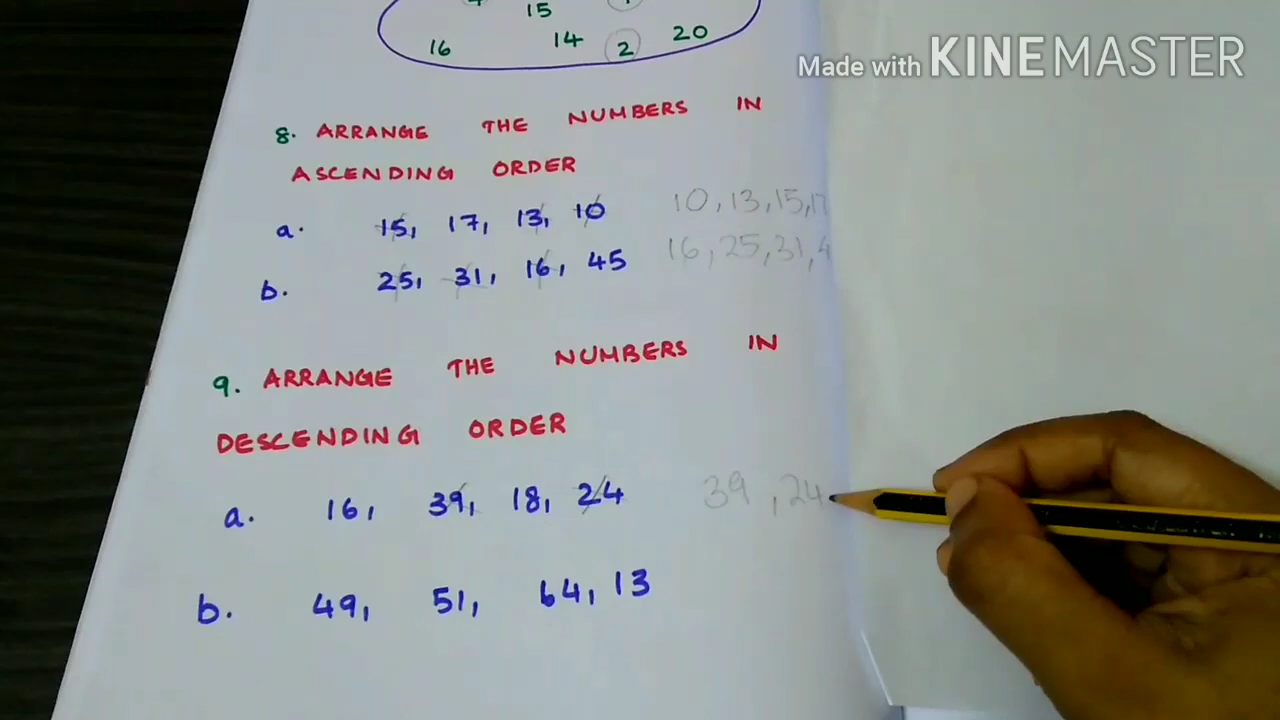 15
16 14 2 20
Made with KINEMASTER
8. ARRANGE THE NUMBERS IN
ASCENDING ORDER
a. 15, 17, 13, 10 10, 13, 15, 17
b. 25, 31, 16, 45 16, 25, 31, 4
9. ARRANGE THE NUMBERS IN
DESCENDING ORDER
a. 16, 39, 18, 24 39, 24
b. 49, 51, 64, 13